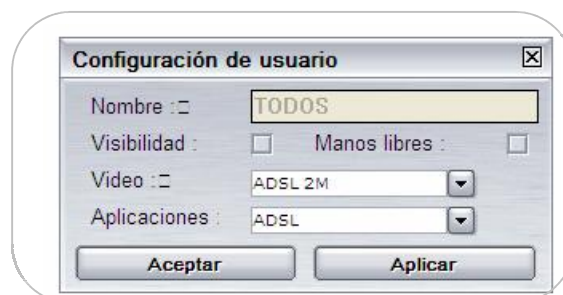 Configuración de usuario
Nombre :□ TODOS
Visibilidad : Manos libres :
Video :□ ADSL 2M
Aplicaciones : ADSL
Aceptar Aplicar